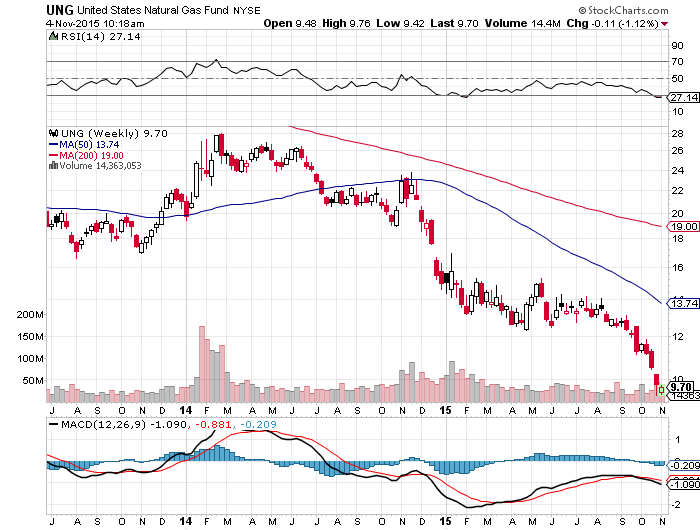 UNG United States Natural Gas Fund NYSE © StockCharts.com
4-Nov-2015 10:18am Open 9.48 High 9.76 Low 9.42 Last 9.70 Volume 14.4M Chg -0.11 (-1.12%)
RSI(14) 27.14
90
70
50
30
27.14
10
UNG (Weekly) 9.70
MA(50) 13.74
MA(200) 19.00
Volume 14,363,053
28
26
24
22
20
19.00
18
16
14
13.74
12
10
9.70
14363
200M
150M
100M
50M
J A S O N D 14 F M A M J J A S O N D 15 F M A M J J A S O N
MACD(12,26,9) -1.090, -0.881, -0.209
1
0
-0.209
-1.090
-2
J A S O N D 14 F M A M J J A S O N D 15 F M A M J J A S O N